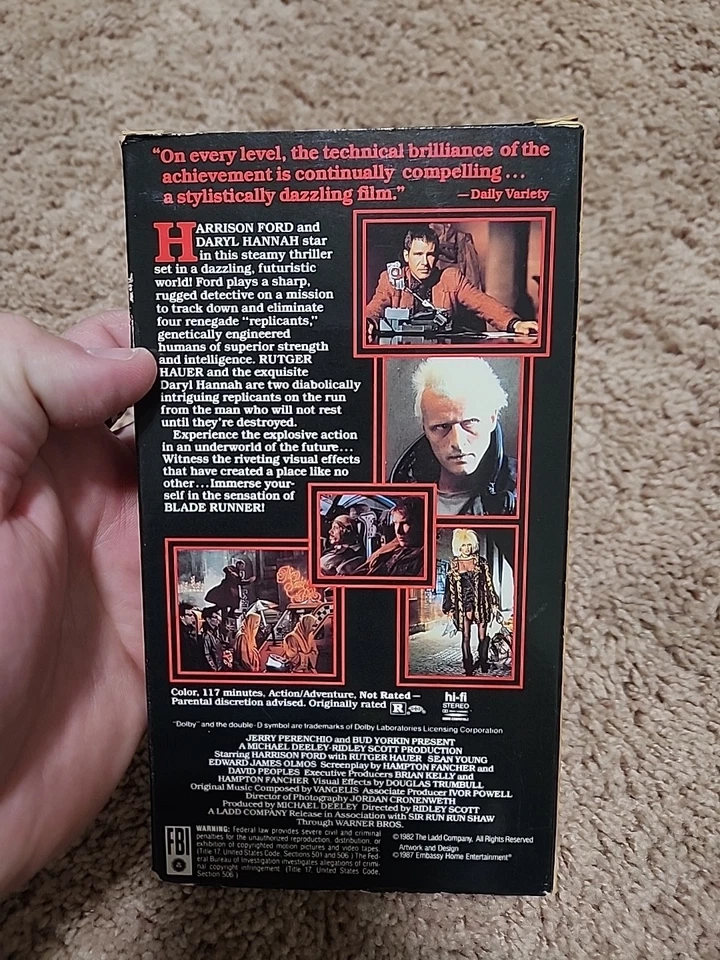 "On every level, the technical brilliance of the
achievement is continually compelling...
a stylistically dazzling film."
—Daily Variety
HARRISON FORD and
DARYL HANNAH star
in this steamy thriller
set in a dazzling, futuristic
world! Ford plays a sharp,
rugged detective on a mission
to track down and eliminate
four renegade "replicants,"
genetically engineered
humans of superior strength
and intelligence. RUTGER
HAUER and the exquisite
Daryl Hannah are two diabolically
intriguing replicants on the run
from the man who will not rest
until they're destroyed.
Experience the explosive action
in an underworld of the future...
Witness the riveting visual effects
that have created a place like no
other...Immerse your-
self in the sensation of
BLADE RUNNER!
Color, 117 minutes, Action/Adventure, Not Rated—
Parental discretion advised. Originally rated R
hi-fi
STEREO
"Dolby" and the double-D symbol are trademarks of Dolby Laboratories Licensing Corporation
JERRY PERENCHIO and BUD YORKIN PRESENT
A MICHAEL DEELEY-RIDLEY SCOTT PRODUCTION
Starring HARRISON FORD with RUTGER HAUER SEAN YOUNG
EDWARD JAMES OLMOS Screenplay by HAMPTON FANCHER and
DAVID PEOPLES Executive Producers BRIAN KELLY and
HAMPTON FANCHER Visual Effects by DOUGLAS TRUMBULL
Original Music Composed by VANGELIS Associate Producer IVOR POWELL
Director of Photography JORDAN CRONENWETH
Produced by MICHAEL DEELEY Directed by RIDLEY SCOTT
A LADD COMPANY Release in Association with SIR RUN RUN SHAW
Through WARNER BROS.
FBI
WARNING: Federal law provides severe civil and criminal
penalties for the unauthorized reproduction, distribution, or
exhibition of copyrighted motion pictures and video tapes.
(Title 17, United States Code, Sections 501 and 506.) The Fed-
eral Bureau of Investigation investigates allegations of crimi-
nal copyright infringement. (Title 17, United States Code,
Section 506.)
©1982 The Ladd Company. All Rights Reserved
Artwork and Design
©1987 Embassy Home Entertainment®